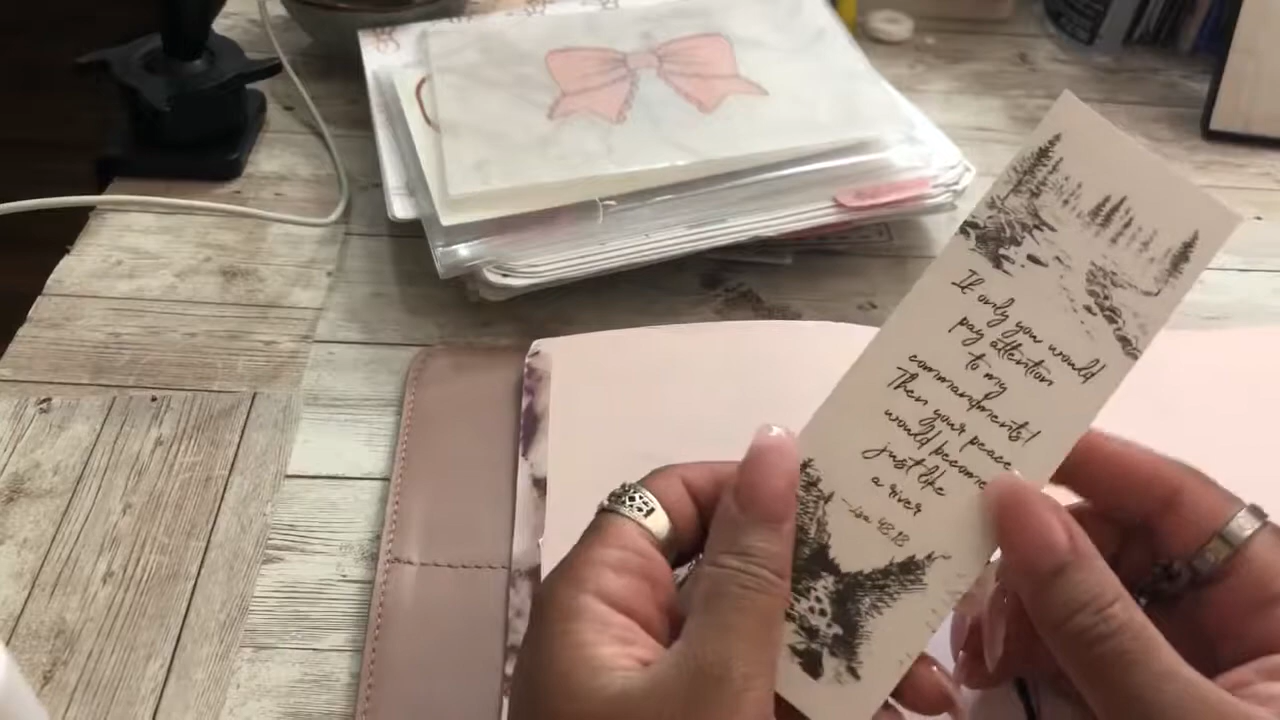 If only you would
pay attention
to my
commandments!
Then your peace
would become
just like
a river
—Isa 48:18